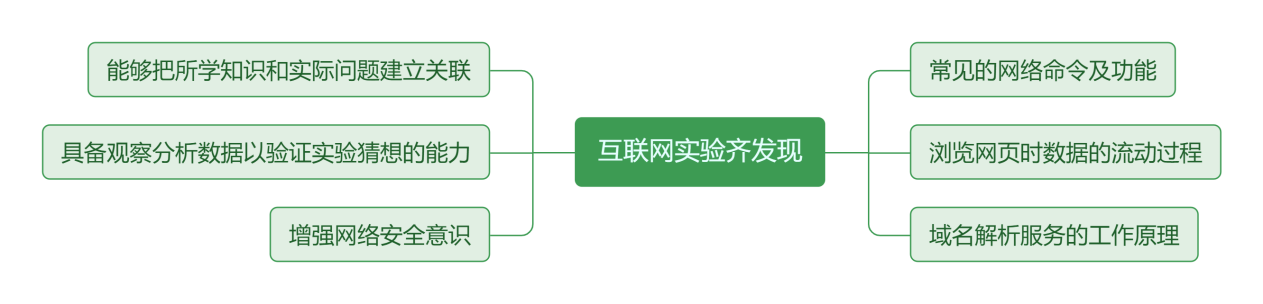 能够把所学知识和实际问题建立关联
具备观察分析数据以验证实验猜想的能力
增强网络安全意识
互联网实验齐发现
常见的网络命令及功能
浏览网页时数据的流动过程
域名解析服务的工作原理